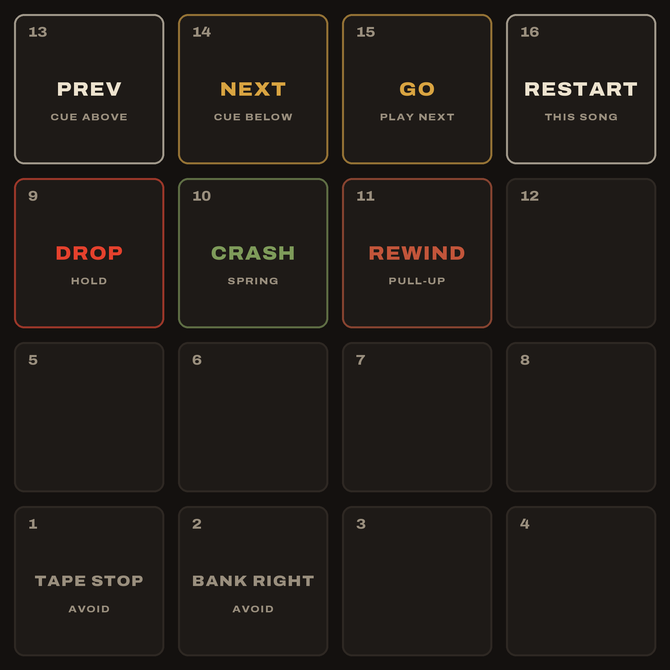 13
PREV
CUE ABOVE
14
NEXT
CUE BELOW
15
GO
PLAY NEXT
16
RESTART
THIS SONG
9
DROP
HOLD
10
CRASH
SPRING
11
REWIND
PULL-UP
12
5
6
7
8
1
TAPE STOP
AVOID
2
BANK RIGHT
AVOID
3
4